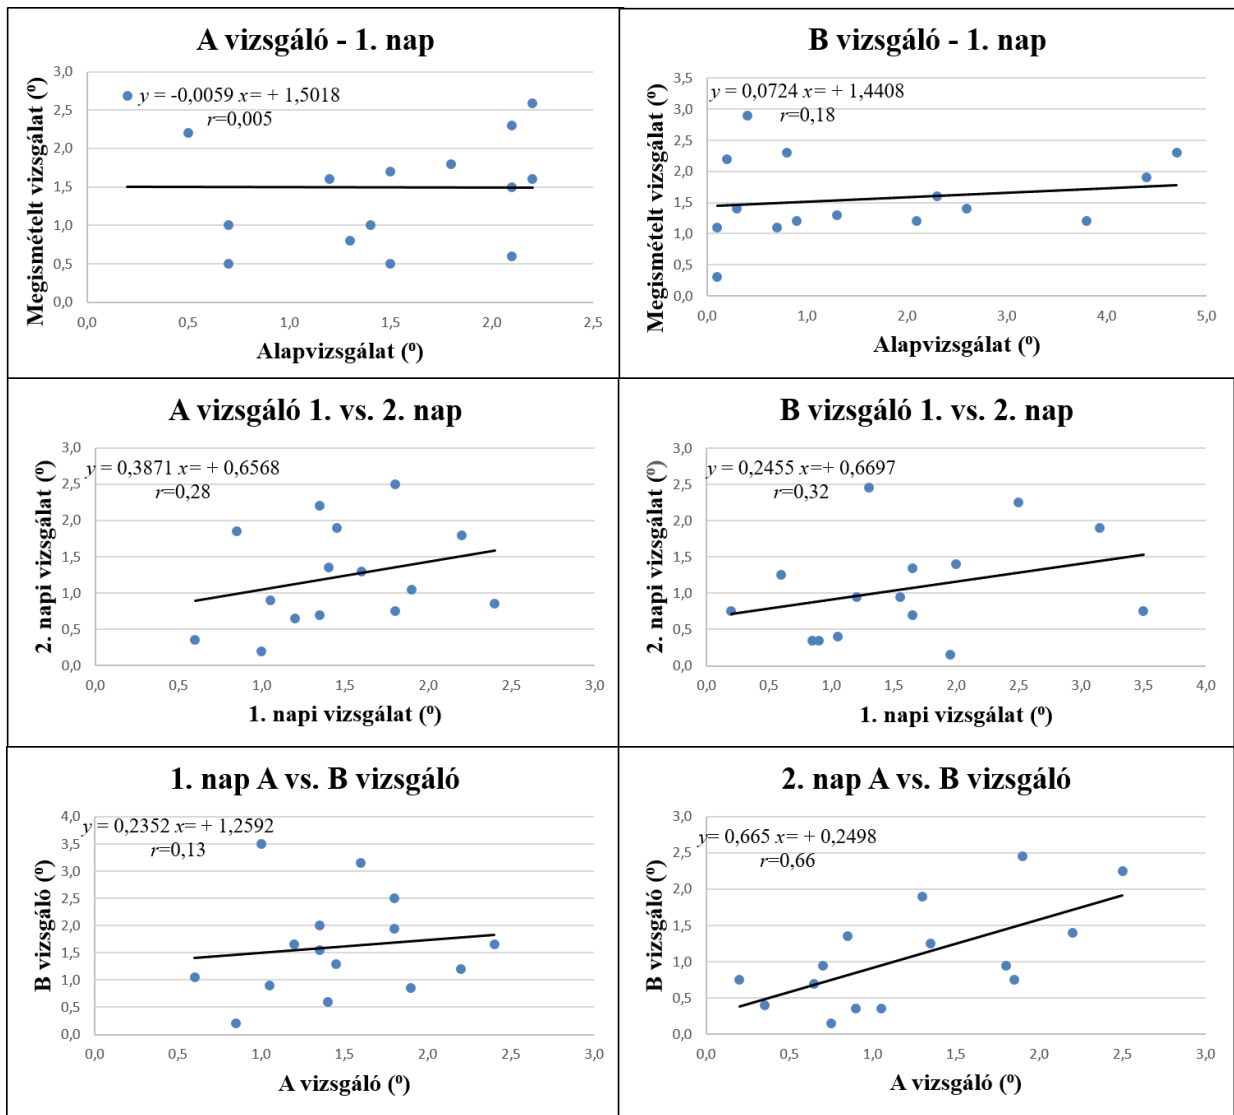 A vizsgáló - 1. nap
3,0
2,5
2,0
1,5
1,0
0,5
0,0
0,0 0,5 1,0 1,5 2,0 2,5
y = -0,0059 x= + 1,5018
r=0,005
Megismételt vizsgálat (º)
Alapvizsgálat (º)
B vizsgáló - 1. nap
3,5
3,0
2,5
2,0
1,5
1,0
0,5
0,0
0,0 1,0 2,0 3,0 4,0 5,0
y = 0,0724 x= + 1,4408
r=0,18
Megismételt vizsgálat (º)
Alapvizsgálat (º)
A vizsgáló 1. vs. 2. nap
3,0
2,5
2,0
1,5
1,0
0,5
0,0
0,0 0,5 1,0 1,5 2,0 2,5 3,0
y = 0,3871 x= + 0,6568
r=0,28
2. napi vizsgálat (º)
1. napi vizsgálat (º)
B vizsgáló 1. vs. 2. nap
3,0
2,5
2,0
1,5
1,0
0,5
0,0
0,0 0,5 1,0 1,5 2,0 2,5 3,0 3,5 4,0
y = 0,2455 x=+ 0,6697
r=0,32
2. napi vizsgálat (º)
1. napi vizsgálat (º)
1. nap A vs. B vizsgáló
4,0
3,5
3,0
2,5
2,0
1,5
1,0
0,5
0,0
0,0 0,5 1,0 1,5 2,0 2,5 3,0
y = 0,2352 x= + 1,2592
r=0,13
B vizsgáló (º)
A vizsgáló (º)
2. nap A vs. B vizsgáló
3,0
2,5
2,0
1,5
1,0
0,5
0,0
0,0 0,5 1,0 1,5 2,0 2,5 3,0
y= 0,665 x= + 0,2498
r=0,66
B vizsgáló (º)
A vizsgáló (º)